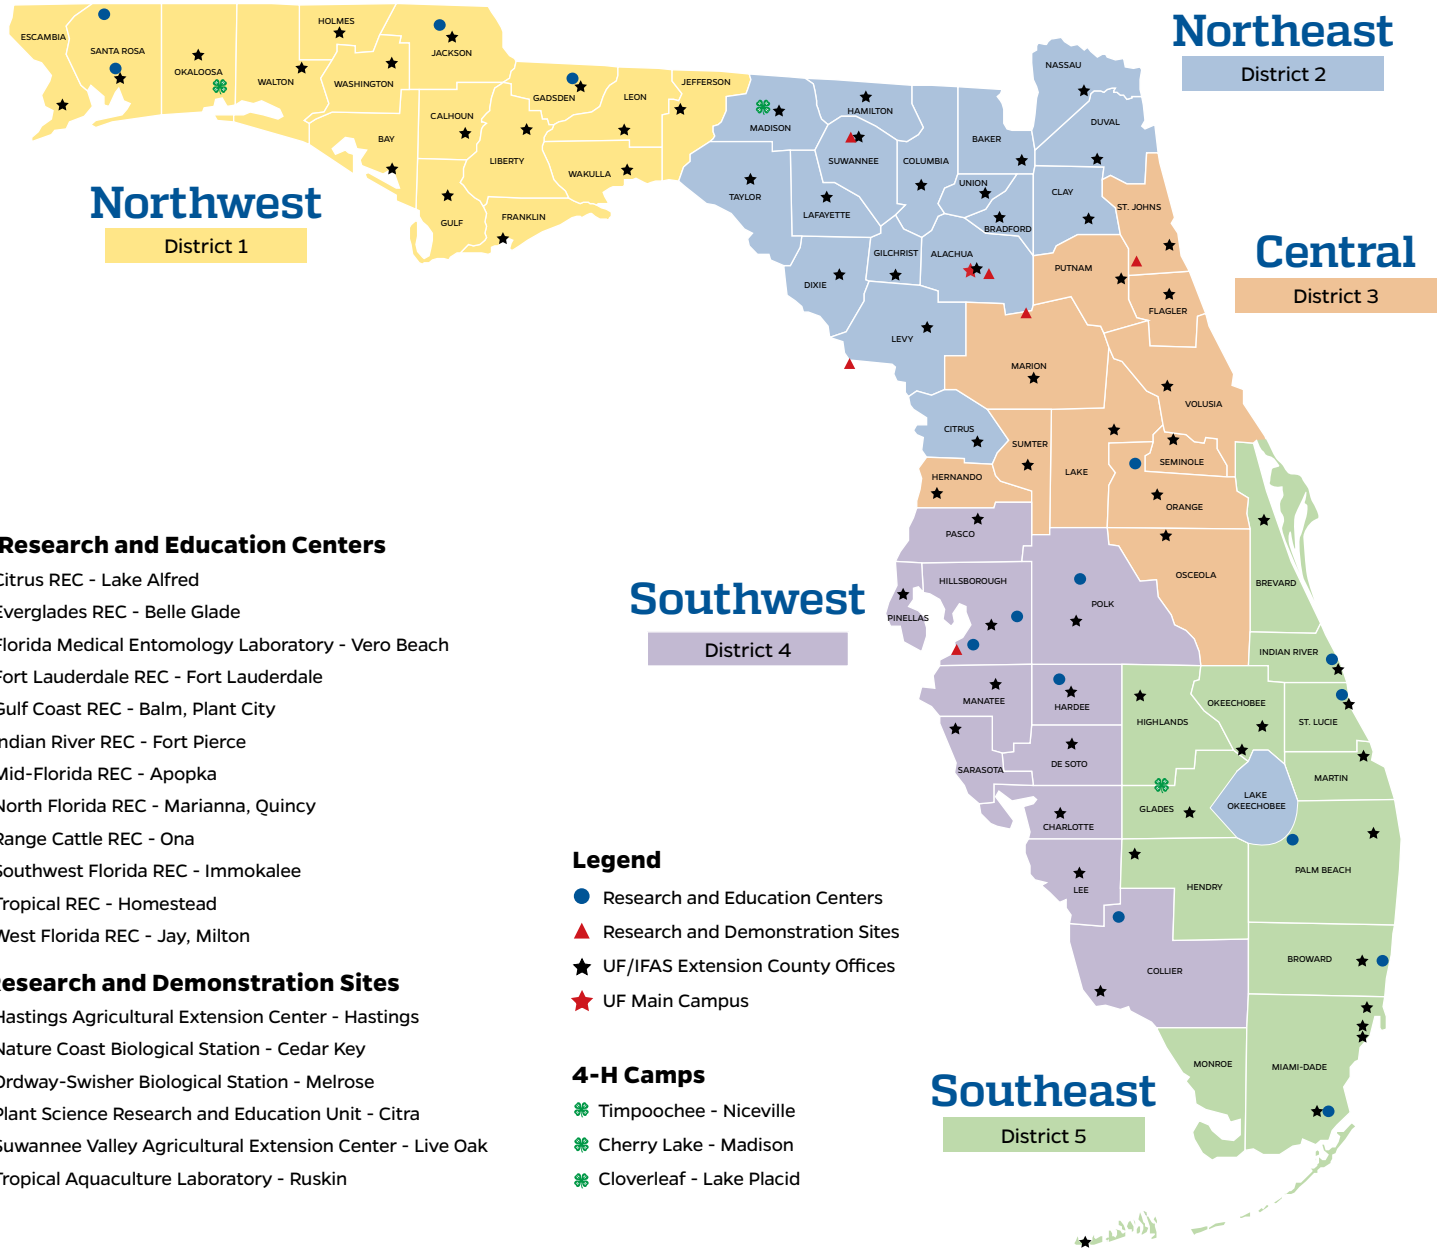 Northeast
District 2
Northwest
District 1
Central
District 3
Southwest
District 4
Southeast
District 5
ESCAMBIA
SANTA ROSA
OKALOOSA
WALTON
HOLMES
WASHINGTON
JACKSON
BAY
CALHOUN
GULF
LIBERTY
GADSDEN
FRANKLIN
LEON
WAKULLA
JEFFERSON
MADISON
TAYLOR
HAMILTON
SUWANNEE
LAFAYETTE
COLUMBIA
BAKER
NASSAU
DUVAL
UNION
BRADFORD
CLAY
ST. JOHNS
GILCHRIST
ALACHUA
DIXIE
LEVY
PUTNAM
FLAGLER
MARION
VOLUSIA
CITRUS
SUMTER
LAKE
SEMINOLE
HERNANDO
ORANGE
PASCO
OSCEOLA
BREVARD
HILLSBOROUGH
PINELLAS
POLK
INDIAN RIVER
MANATEE
HARDEE
HIGHLANDS
OKEECHOBEE
ST. LUCIE
SARASOTA
DE SOTO
MARTIN
GLADES
LAKE
OKEECHOBEE
CHARLOTTE
LEE
HENDRY
PALM BEACH
COLLIER
BROWARD
MONROE
MIAMI-DADE
Research and Education Centers
Citrus REC - Lake Alfred
Everglades REC - Belle Glade
Florida Medical Entomology Laboratory - Vero Beach
Fort Lauderdale REC - Fort Lauderdale
Gulf Coast REC - Balm, Plant City
Indian River REC - Fort Pierce
Mid-Florida REC - Apopka
North Florida REC - Marianna, Quincy
Range Cattle REC - Ona
Southwest Florida REC - Immokalee
Tropical REC - Homestead
West Florida REC - Jay, Milton
Research and Demonstration Sites
Hastings Agricultural Extension Center - Hastings
Nature Coast Biological Station - Cedar Key
Ordway-Swisher Biological Station - Melrose
Plant Science Research and Education Unit - Citra
Suwannee Valley Agricultural Extension Center - Live Oak
Tropical Aquaculture Laboratory - Ruskin
Legend
Research and Education Centers
Research and Demonstration Sites
UF/IFAS Extension County Offices
UF Main Campus
4-H Camps
Timpoochee - Niceville
Cherry Lake - Madison
Cloverleaf - Lake Placid